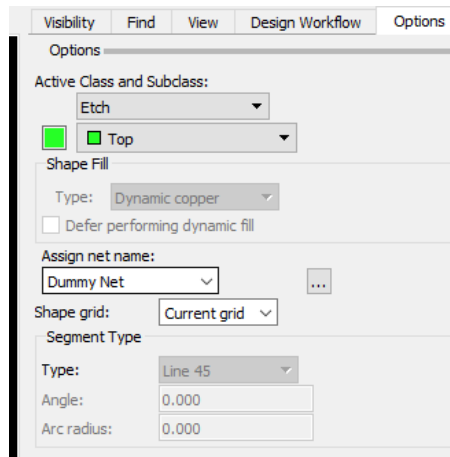 Visibility Find View Design Workflow Options
Options
Active Class and Subclass:
Etch
Top
Shape Fill
Type: Dynamic copper
Defer performing dynamic fill
Assign net name:
Dummy Net ...
Shape grid: Current grid
Segment Type
Type: Line 45
Angle: 0.000
Arc radius: 0.000